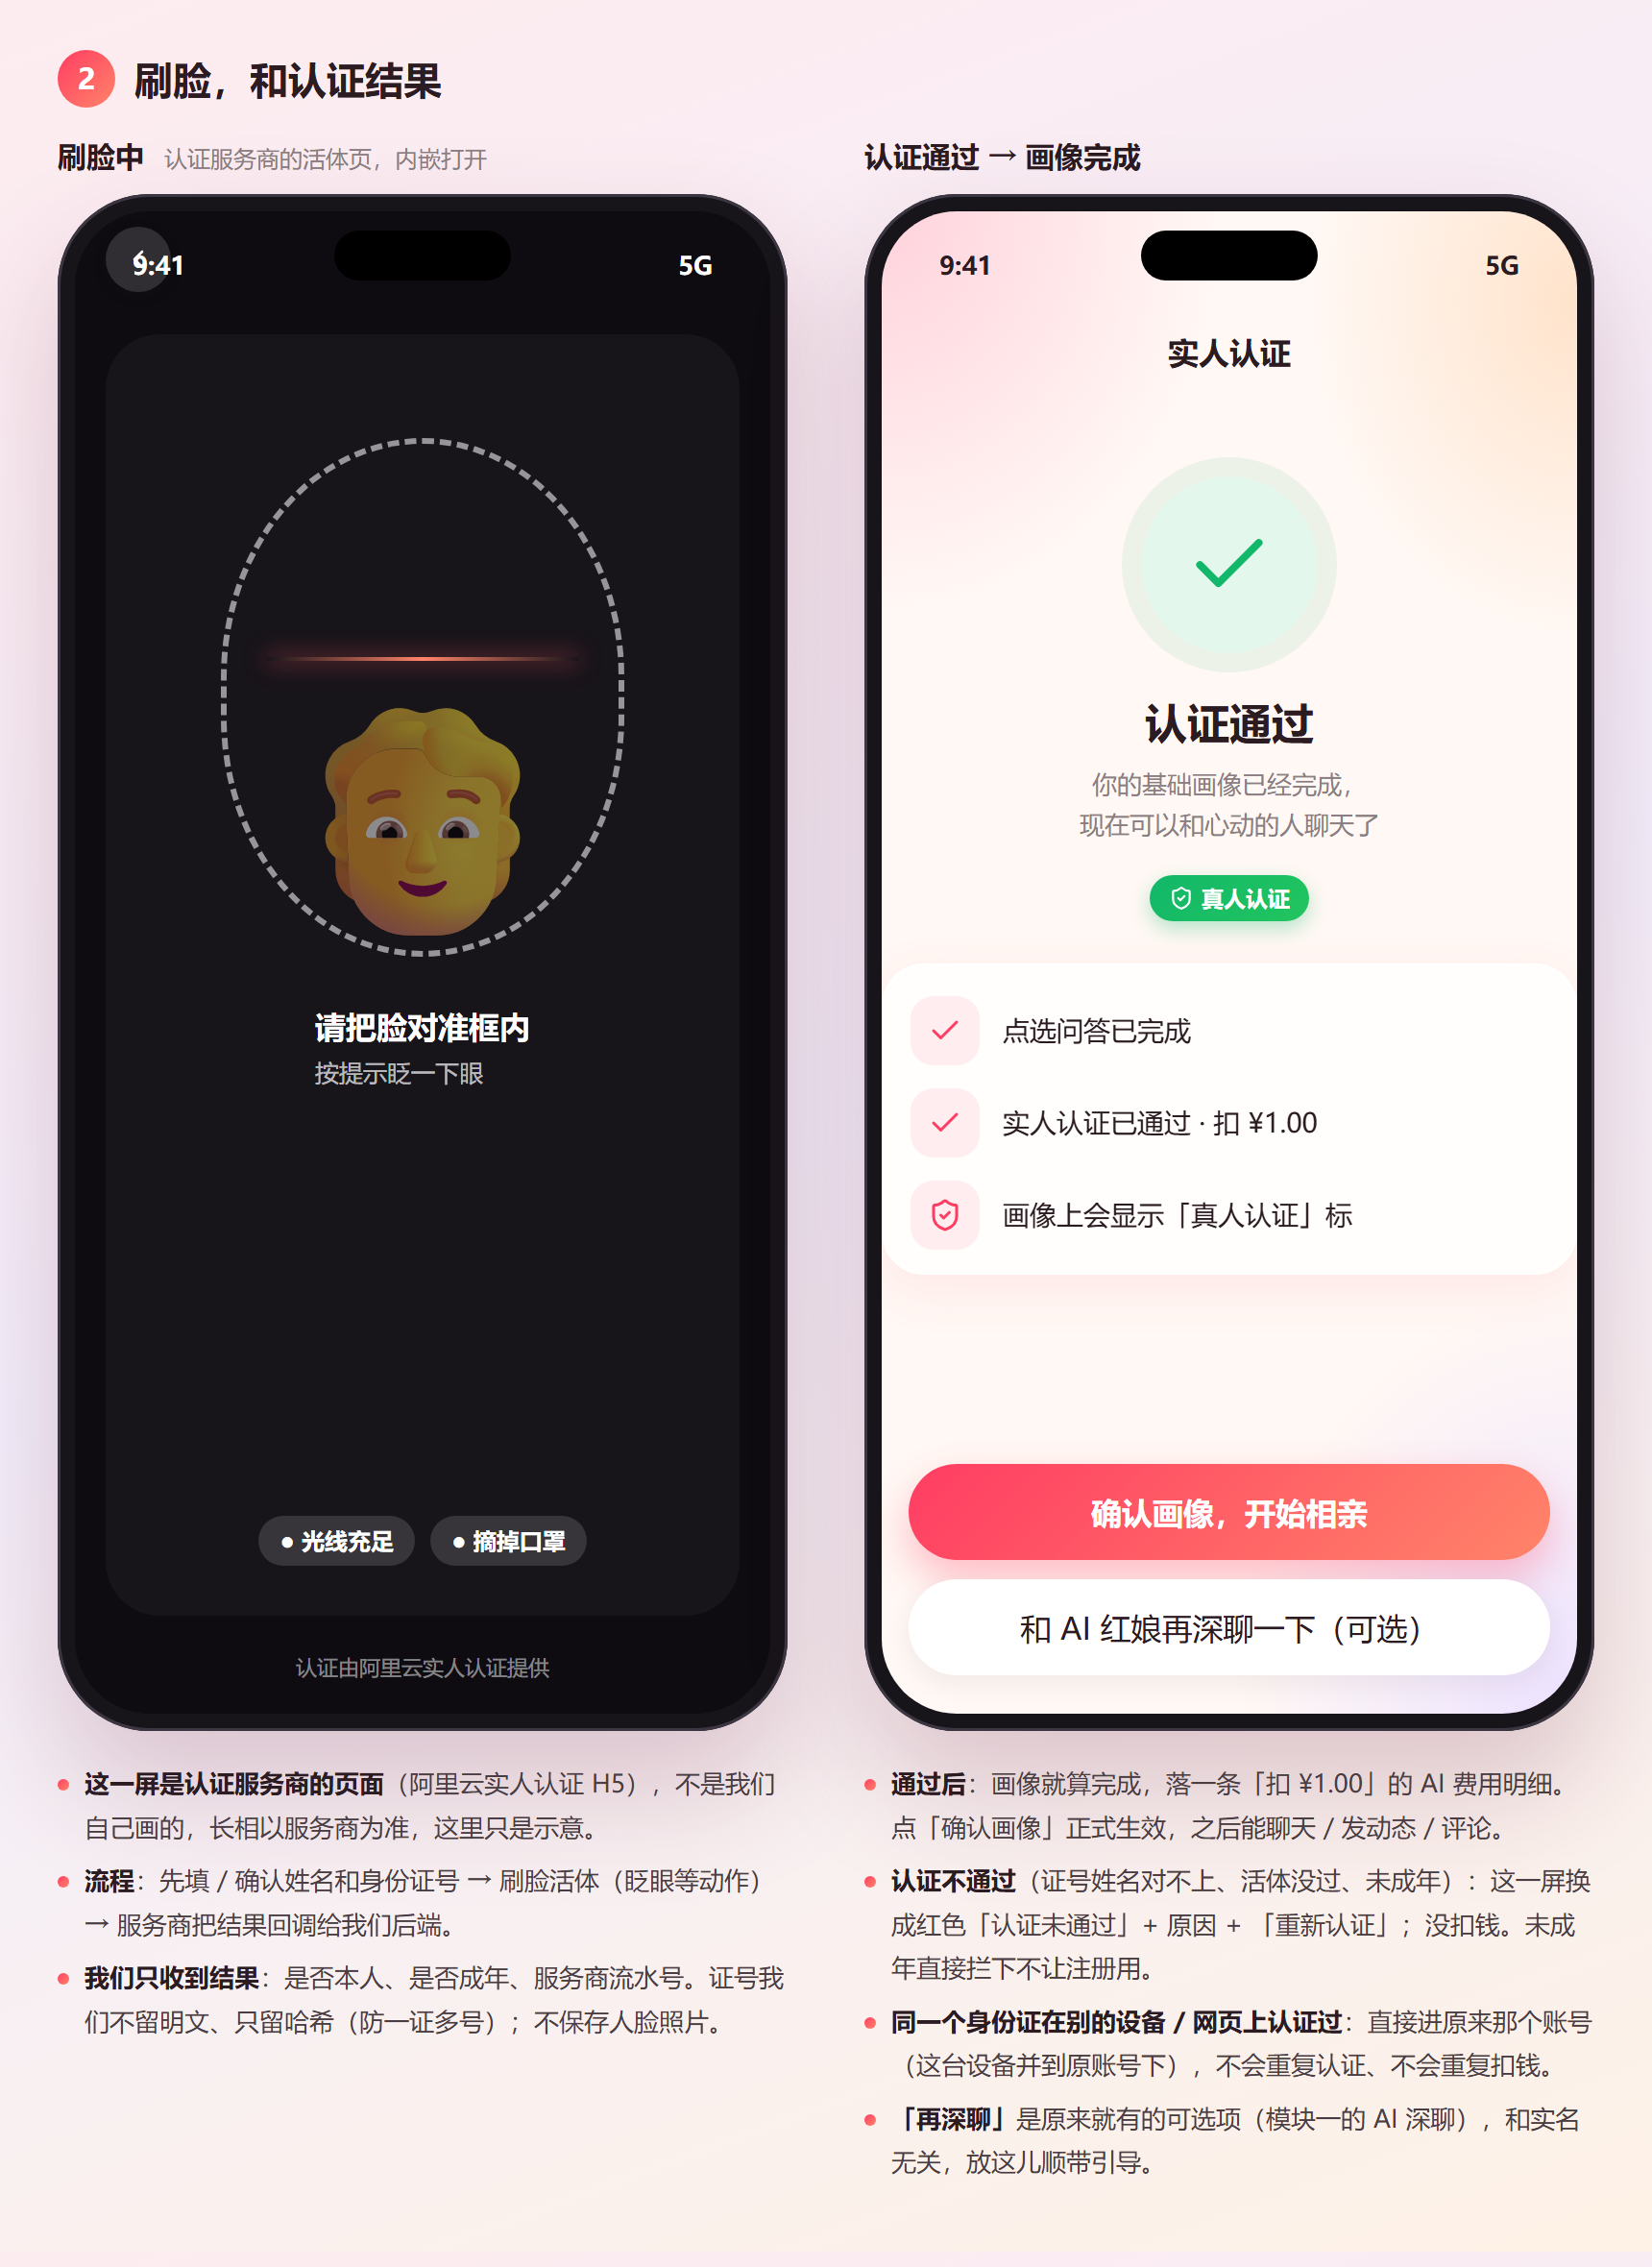 2 刷脸，和认证结果
刷脸中 认证服务商的活体页，内嵌打开
9:41 5G
请把脸对准框内
按提示眨一下眼
• 光线充足 • 摘掉口罩
认证由阿里云实人认证提供
这一屏是认证服务商的页面（阿里云实人认证 H5），不是我们
自己画的，长相以服务商为准，这里只是示意。
流程：先填 / 确认姓名和身份证号 → 刷脸活体（眨眼等动作）
→ 服务商把结果回调给我们后端。
我们只收到结果：是否本人、是否成年、服务商流水号。证号我
们不留明文、只留哈希（防一证多号）；不保存人脸照片。
认证通过 → 画像完成
9:41 5G
实人认证
认证通过
你的基础画像已经完成，
现在可以和心动的人聊天了
真人认证
点选问答已完成
实人认证已通过 · 扣 ¥1.00
画像上会显示「真人认证」标
确认画像，开始相亲
和 AI 红娘再深聊一下（可选）
通过后：画像就算完成，落一条「扣 ¥1.00」的 AI 费用明细。
点「确认画像」正式生效，之后能聊天 / 发动态 / 评论。
认证不通过（证号姓名对不上、活体没过、未成年）：这一屏换
成红色「认证未通过」+ 原因 + 「重新认证」；没扣钱。未成
年直接拦下不让注册用。
同一个身份证在别的设备 / 网页上认证过：直接进原来那个账号
（这台设备并到原账号下），不会重复认证、不会重复扣钱。
「再深聊」是原来就有的可选项（模块一的 AI 深聊），和实名
无关，放这儿顺带引导。